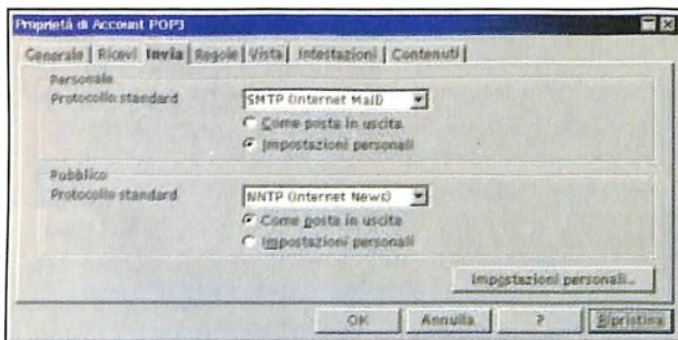 Proprietà di Account POP3
Generale Ricevi Invia Regole Vista Intestazioni Contenuti
Personale
Protocollo standard SMTP (Internet Mail)
Come posta in uscita
Impostazioni personali
Pubblico
Protocollo standard NNTP (Internet News)
Come posta in uscita
Impostazioni personali
Impostazioni personali...
OK Annulla ? Ripristina